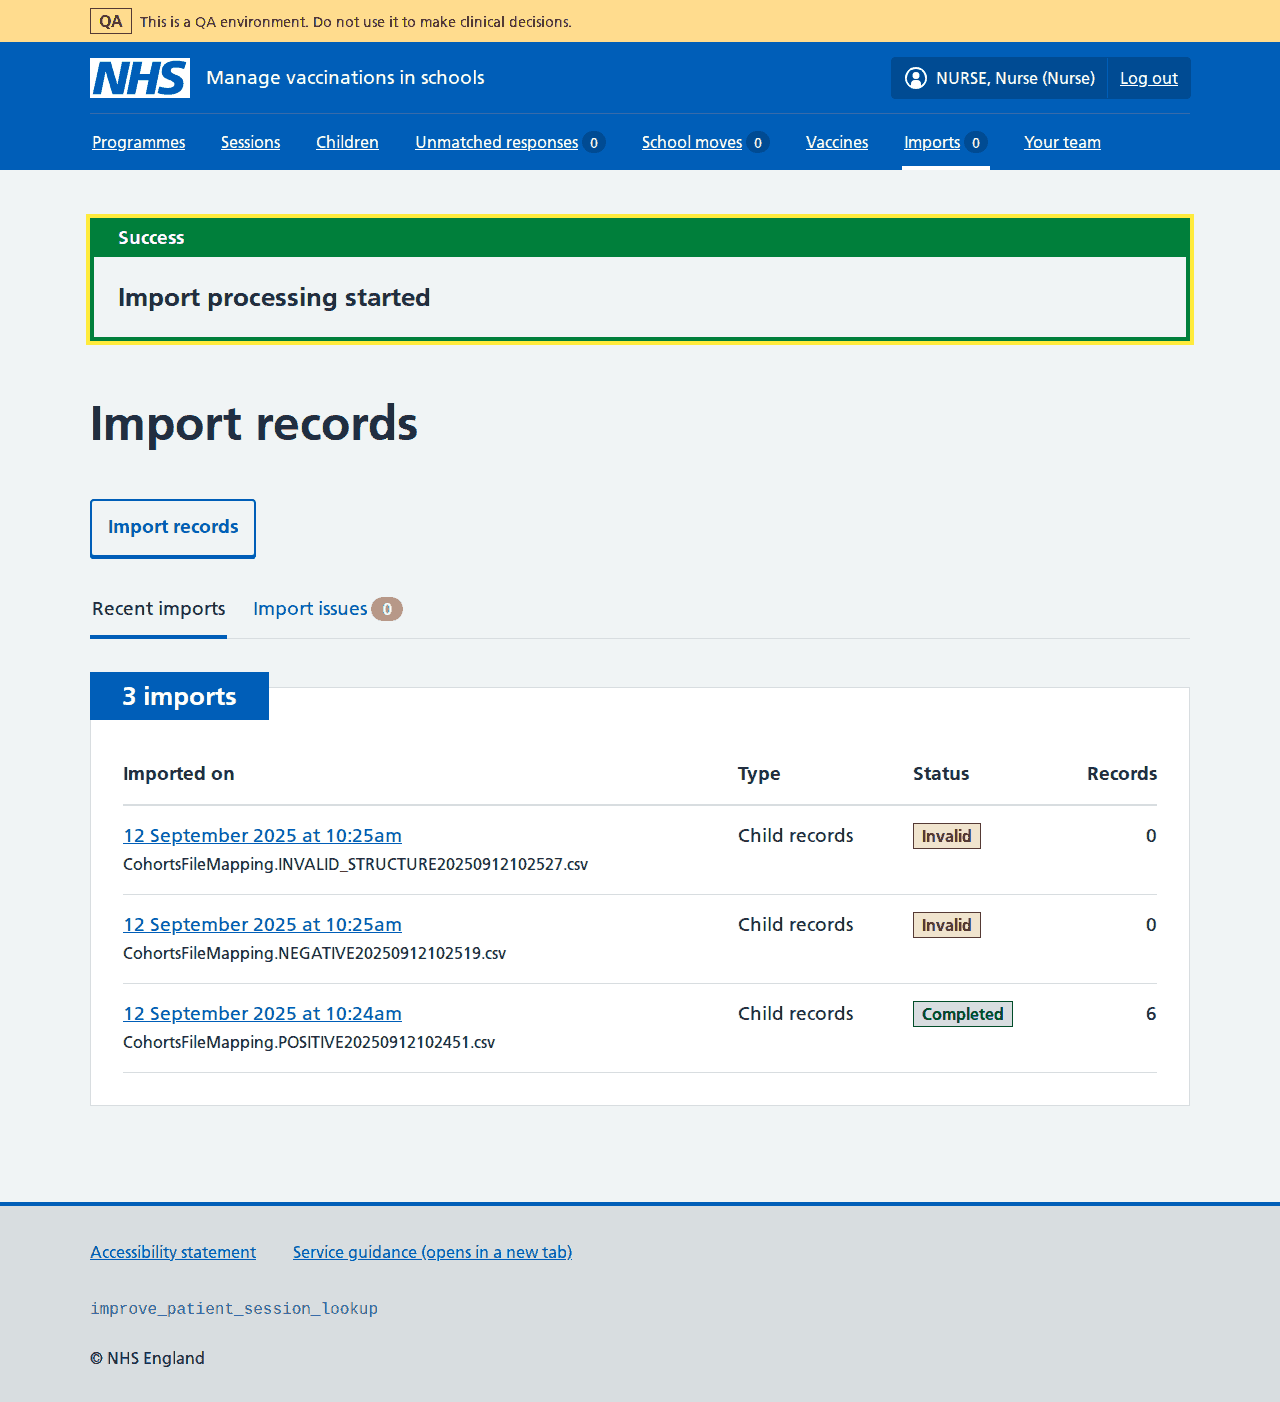 QA This is a QA environment. Do not use it to make clinical decisions.
NHS Manage vaccinations in schools NURSE, Nurse (Nurse) Log out
Programmes Sessions Children Unmatched responses 0 School moves 0 Vaccines Imports 0 Your team
Success
Import processing started
Import records
Import records
Recent imports Import issues 0
3 imports
Imported on Type Status Records
12 September 2025 at 10:25am Child records Invalid 0
CohortsFileMapping.INVALID_STRUCTURE20250912102527.csv
12 September 2025 at 10:25am Child records Invalid 0
CohortsFileMapping.NEGATIVE20250912102519.csv
12 September 2025 at 10:24am Child records Completed 6
CohortsFileMapping.POSITIVE20250912102451.csv
Accessibility statement Service guidance (opens in a new tab)
improve_patient_session_lookup
© NHS England